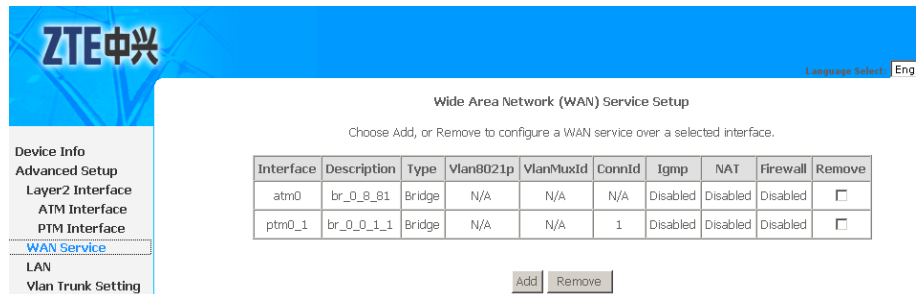 ZTE中兴
Language Select: Eng
Wide Area Network (WAN) Service Setup
Choose Add, or Remove to configure a WAN service over a selected interface.
Device Info
Advanced Setup
Layer2 Interface
ATM Interface
PTM Interface
WAN Service
LAN
Vlan Trunk Setting
Interface Description Type Vlan8021p VlanMuxId ConnId Igmp NAT Firewall Remove
atm0 br_0_8_81 Bridge N/A N/A N/A Disabled Disabled Disabled
ptm0_1 br_0_0_1_1 Bridge N/A N/A 1 Disabled Disabled Disabled
Add Remove